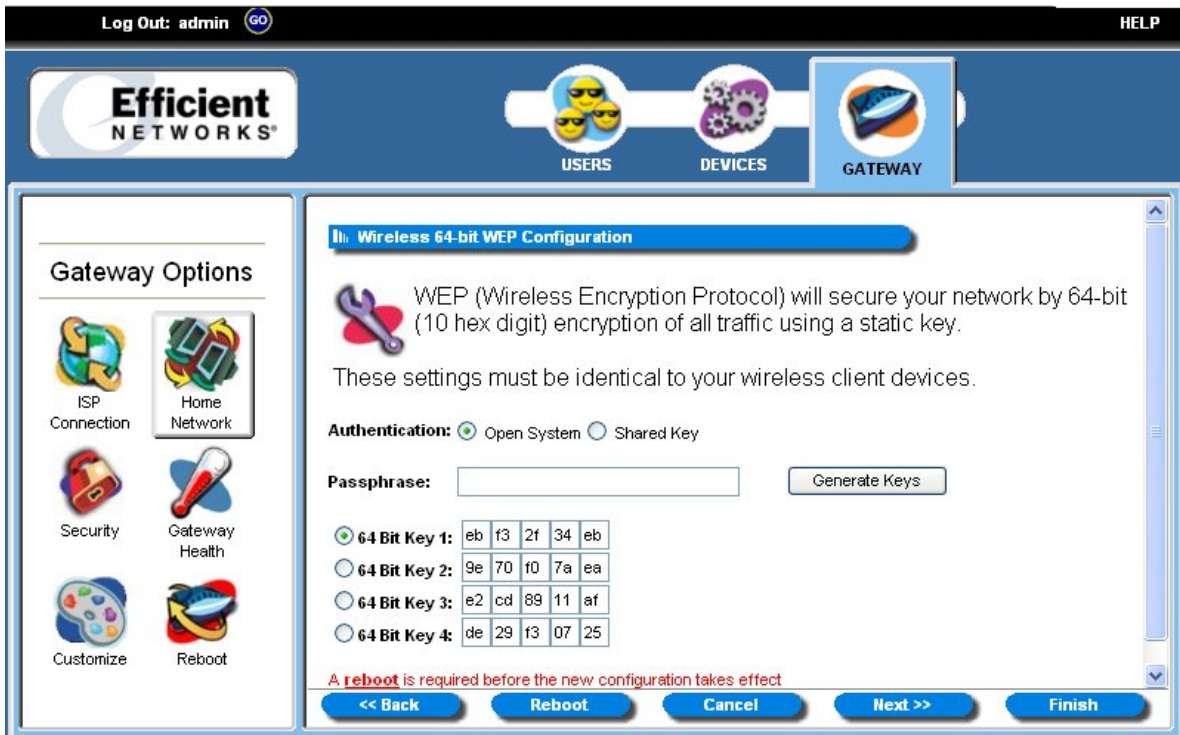 Log Out: admin GO
HELP
Efficient
NETWORKS®
USERS
DEVICES
GATEWAY
Gateway Options
ISP
Connection
Home
Network
Security
Gateway
Health
Customize
Reboot
Wireless 64-bit WEP Configuration
WEP (Wireless Encryption Protocol) will secure your network by 64-bit
(10 hex digit) encryption of all traffic using a static key.
These settings must be identical to your wireless client devices.
Authentication: Open System Shared Key
Passphrase: Generate Keys
64 Bit Key 1: eb f3 2f 34 eb
64 Bit Key 2: 9e 70 f0 7a ea
64 Bit Key 3: e2 cd 89 11 af
64 Bit Key 4: de 29 f3 07 25
A reboot is required before the new configuration takes effect
<< Back Reboot Cancel Next >> Finish